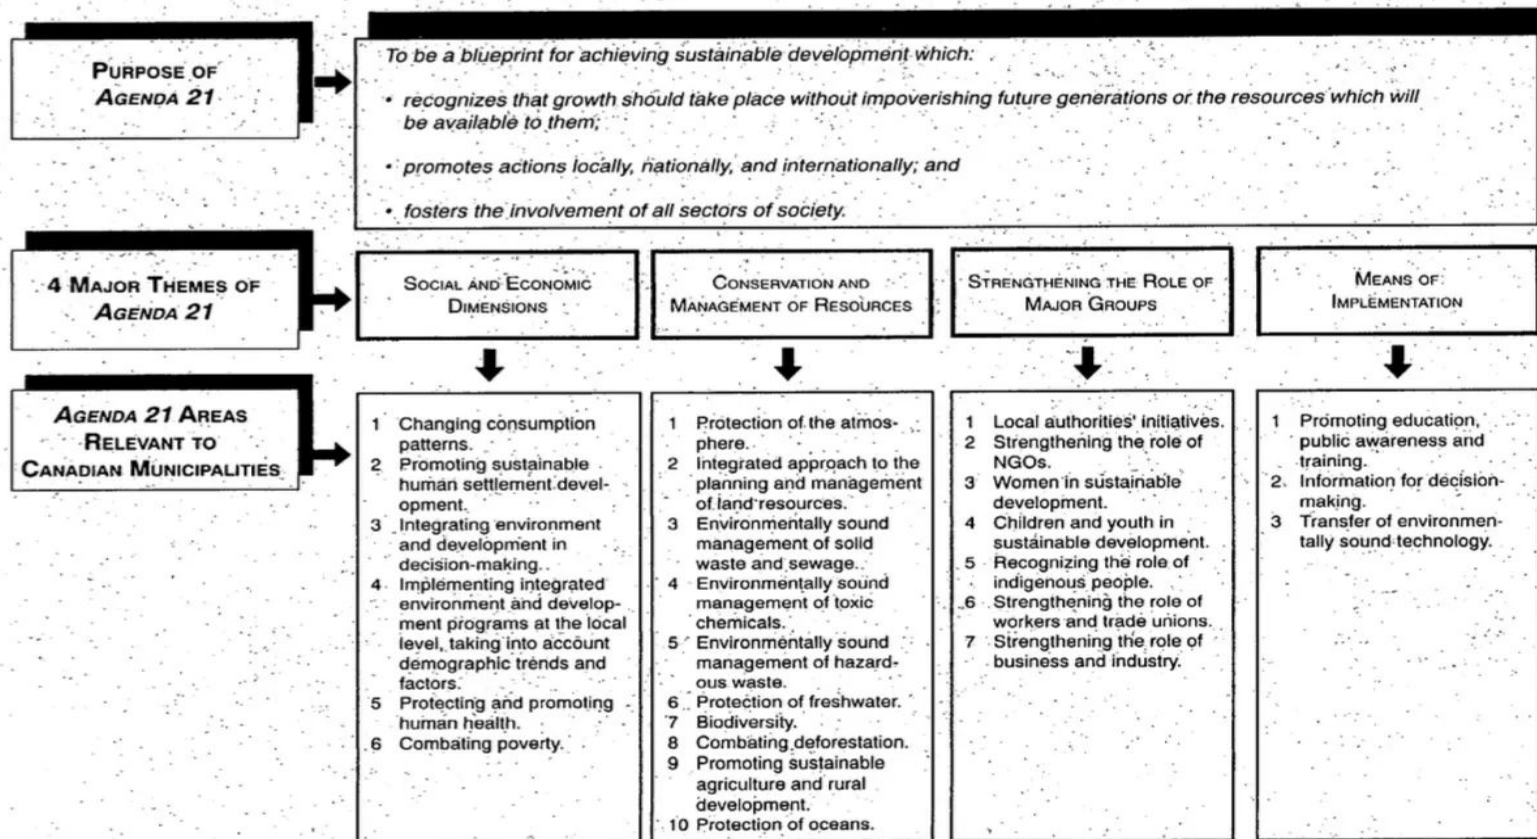 PURPOSE OF
AGENDA 21
To be a blueprint for achieving sustainable development which:
• recognizes that growth should take place without impoverishing future generations or the resources which will
be available to them;
• promotes actions locally, nationally, and internationally; and
• fosters the involvement of all sectors of society.
4 MAJOR THEMES OF
AGENDA 21
SOCIAL AND ECONOMIC
DIMENSIONS
CONSERVATION AND
MANAGEMENT OF RESOURCES
STRENGTHENING THE ROLE OF
MAJOR GROUPS
MEANS OF
IMPLEMENTATION
AGENDA 21 AREAS
RELEVANT TO
CANADIAN MUNICIPALITIES
1 Changing consumption
patterns.
2 Promoting sustainable
human settlement devel-
opment.
3 Integrating environment
and development in
decision-making.
4 Implementing integrated
environment and develop-
ment programs at the local
level, taking into account
demographic trends and
factors.
5 Protecting and promoting
human health.
6 Combating poverty.
1 Protection of the atmos-
phere.
2 Integrated approach to the
planning and management
of land resources.
3 Environmentally sound
management of solid
waste and sewage.
4 Environmentally sound
management of toxic
chemicals.
5 Environmentally sound
management of hazard-
ous waste.
6 Protection of freshwater.
7 Biodiversity.
8 Combating deforestation.
9 Promoting sustainable
agriculture and rural
development.
10 Protection of oceans.
1 Local authorities' initiatives.
2 Strengthening the role of
NGOs.
3 Women in sustainable
development.
4 Children and youth in
sustainable development.
5 Recognizing the role of
indigenous people.
6 Strengthening the role of
workers and trade unions.
7 Strengthening the role of
business and industry.
1 Promoting education,
public awareness and
training.
2 Information for decision-
making.
3 Transfer of environmen-
tally sound technology.